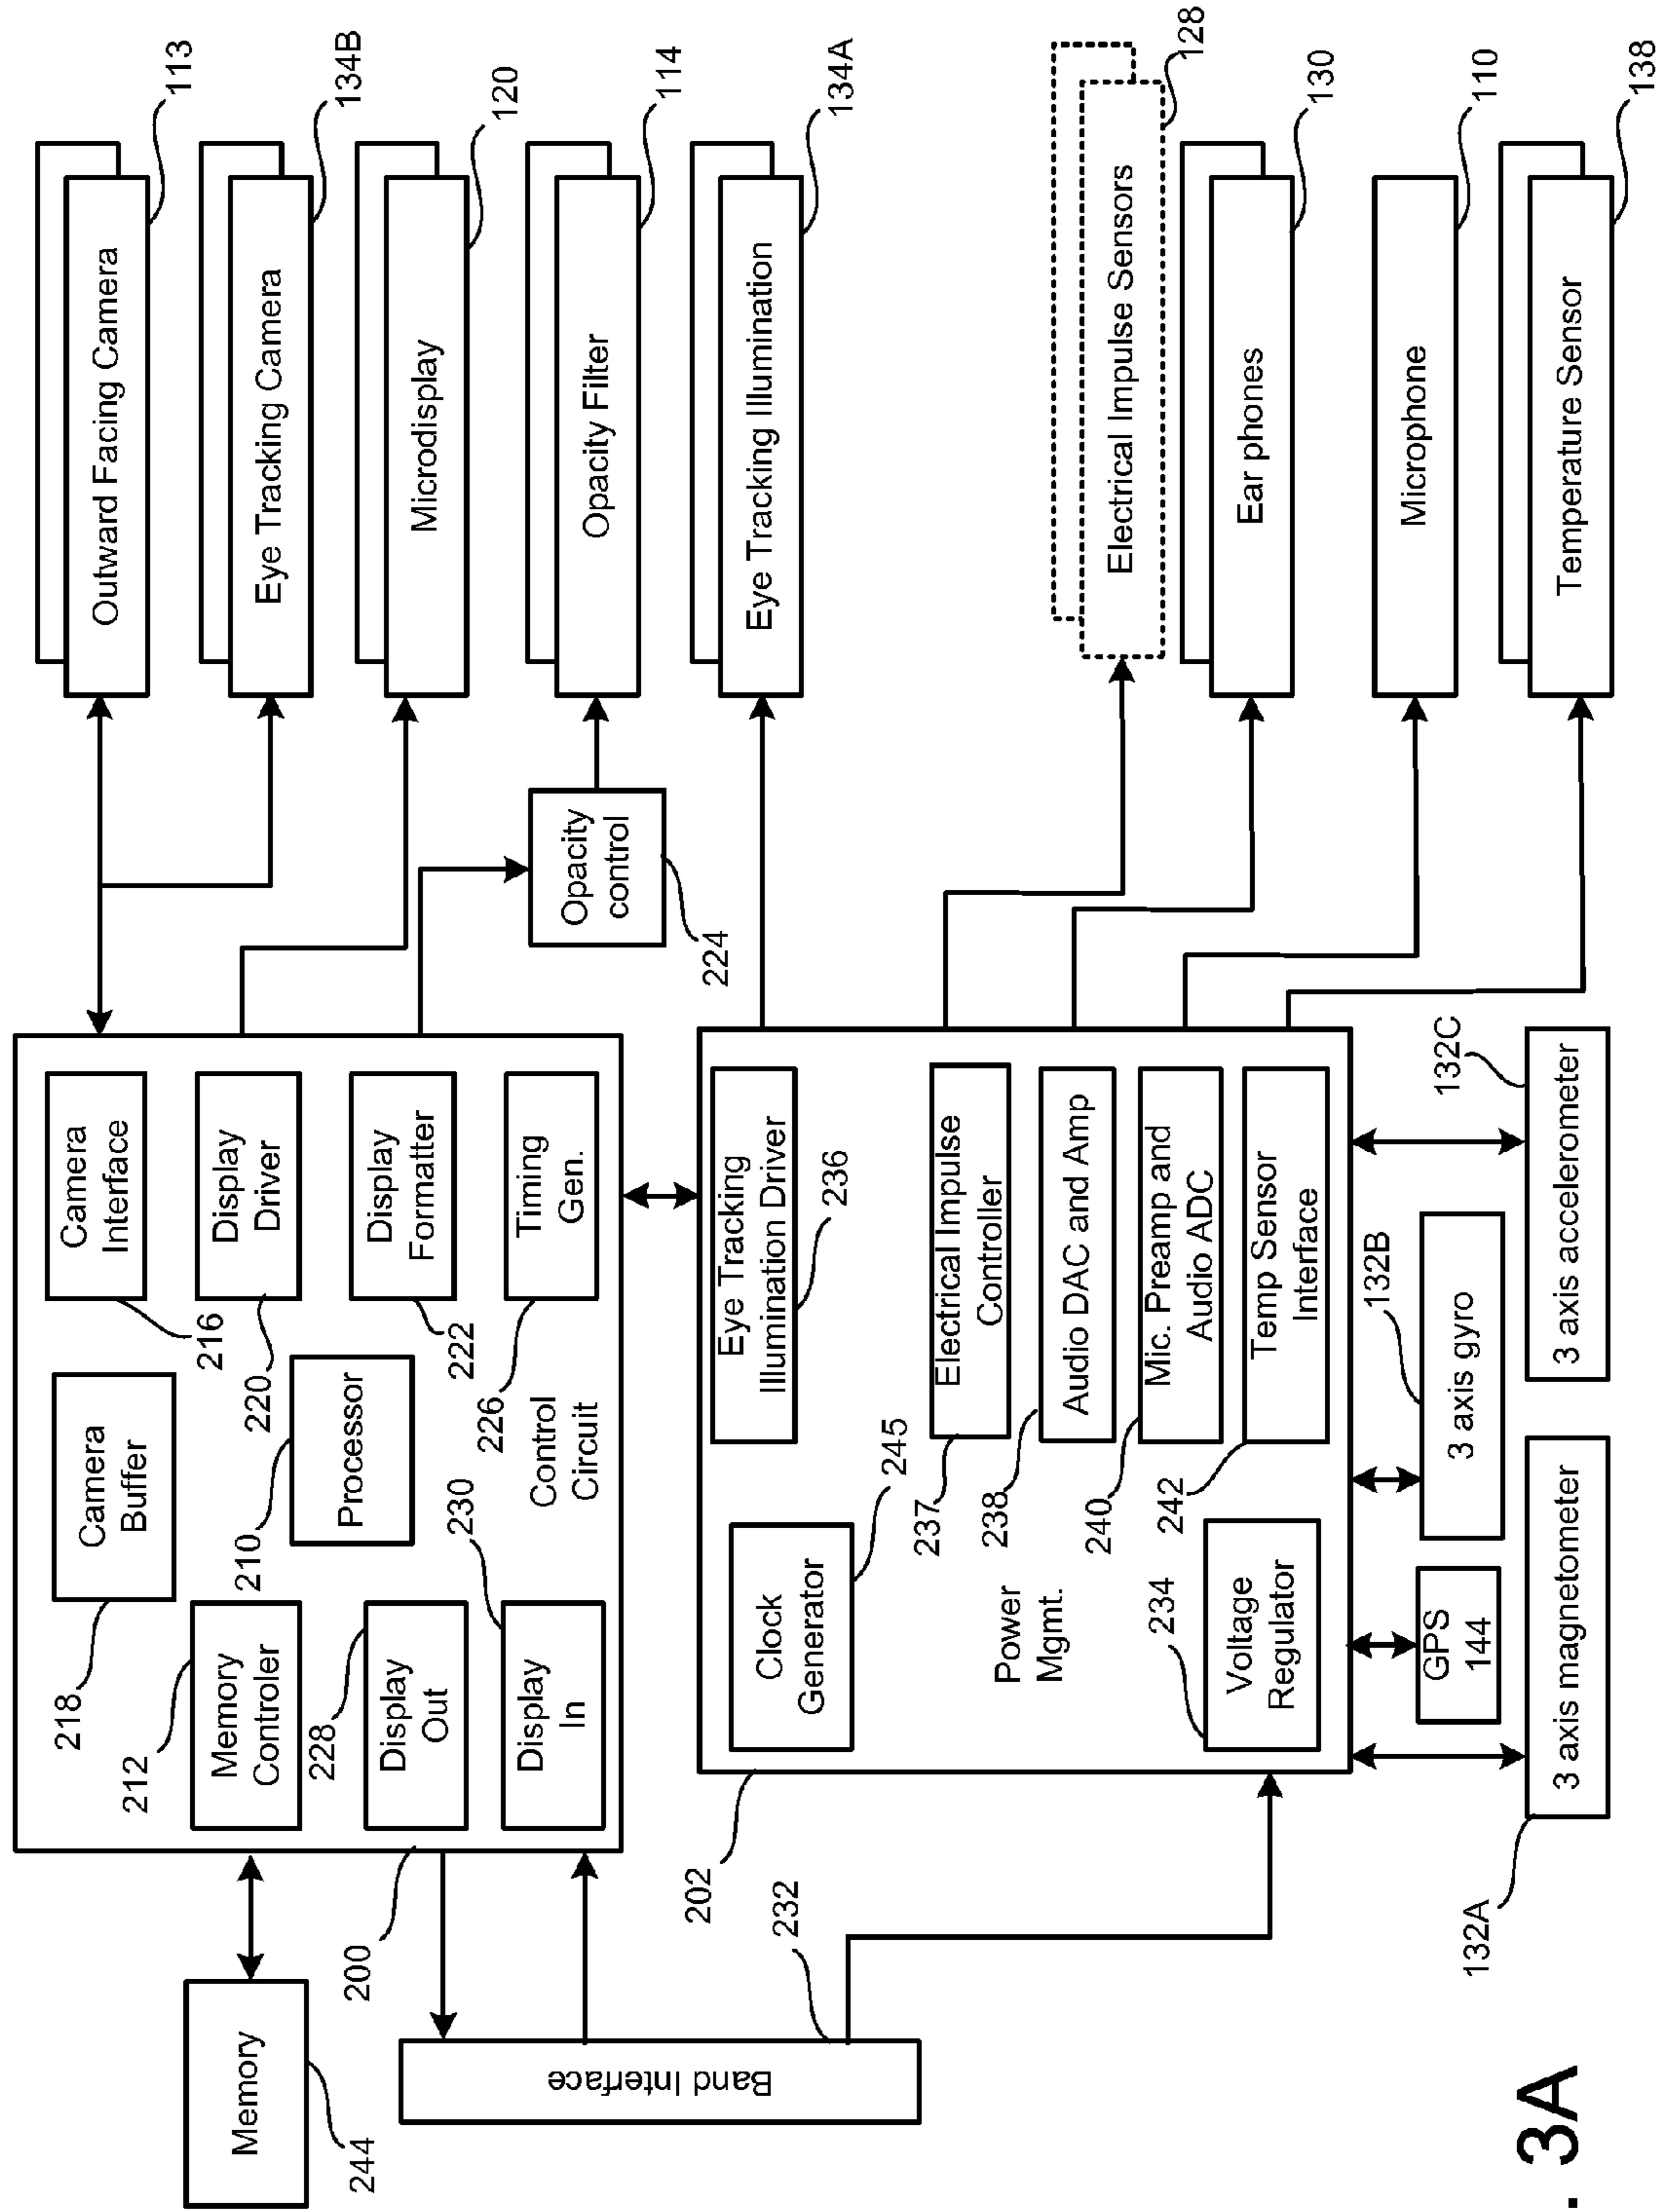 Outward Facing Camera
113
Eye Tracking Camera
134B
Microdisplay
120
Opacity Filter
114
Eye Tracking Illumination
134A
Electrical Impulse Sensors
128
Ear phones
130
Microphone
110
Temperature Sensor
138
Opacity
control
224
Camera
Interface
216
Display
Driver
220
Display
Formatter
222
Timing
Gen.
226
Camera
Buffer
218
Processor
210
Control
Circuit
Memory
Controler
212
Display
Out
228
Display
In
230
200
Memory
244
Band Interface
232
Eye Tracking
Illumination Driver
236
Electrical Impulse
Controller
237
Audio DAC and Amp
238
Mic. Preamp and
Audio ADC
240
Temp Sensor
Interface
242
Clock
Generator
245
Power
Mgmt.
Voltage
Regulator
234
202
3 axis magnetometer
132A
GPS
144
3 axis gyro
132B
3 axis accelerometer
132C
. 3A